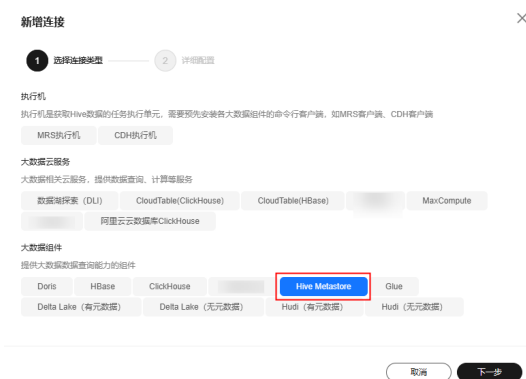 新增连接
1 选择连接类型 2 详细配置
执行机
执行机是获取Hive数据的任务执行单元，需要预先安装各大数据组件的命令行客户端，如MRS客户端、CDH客户端
MRS执行机 CDH执行机
大数据云服务
大数据相关云服务，提供数据查询、计算等服务
数据湖探索（DLI） CloudTable(ClickHouse) CloudTable(HBase) MaxCompute
阿里云云数据库ClickHouse
大数据组件
提供大数据数据查询能力的组件
Doris HBase ClickHouse Hive Metastore Glue
Delta Lake（有元数据） Delta Lake（无元数据） Hudi（有元数据） Hudi（无元数据）
取消 下一步